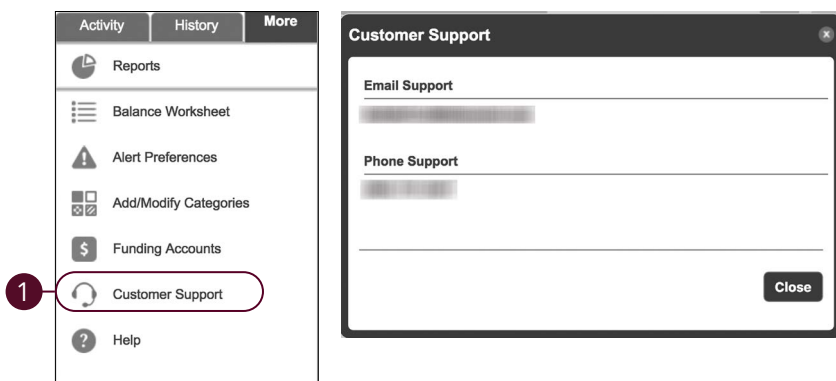 Activity
History
More
Reports
Balance Worksheet
Alert Preferences
Add/Modify Categories
Funding Accounts
1
Customer Support
Help
Customer Support
Email Support
Phone Support
Close